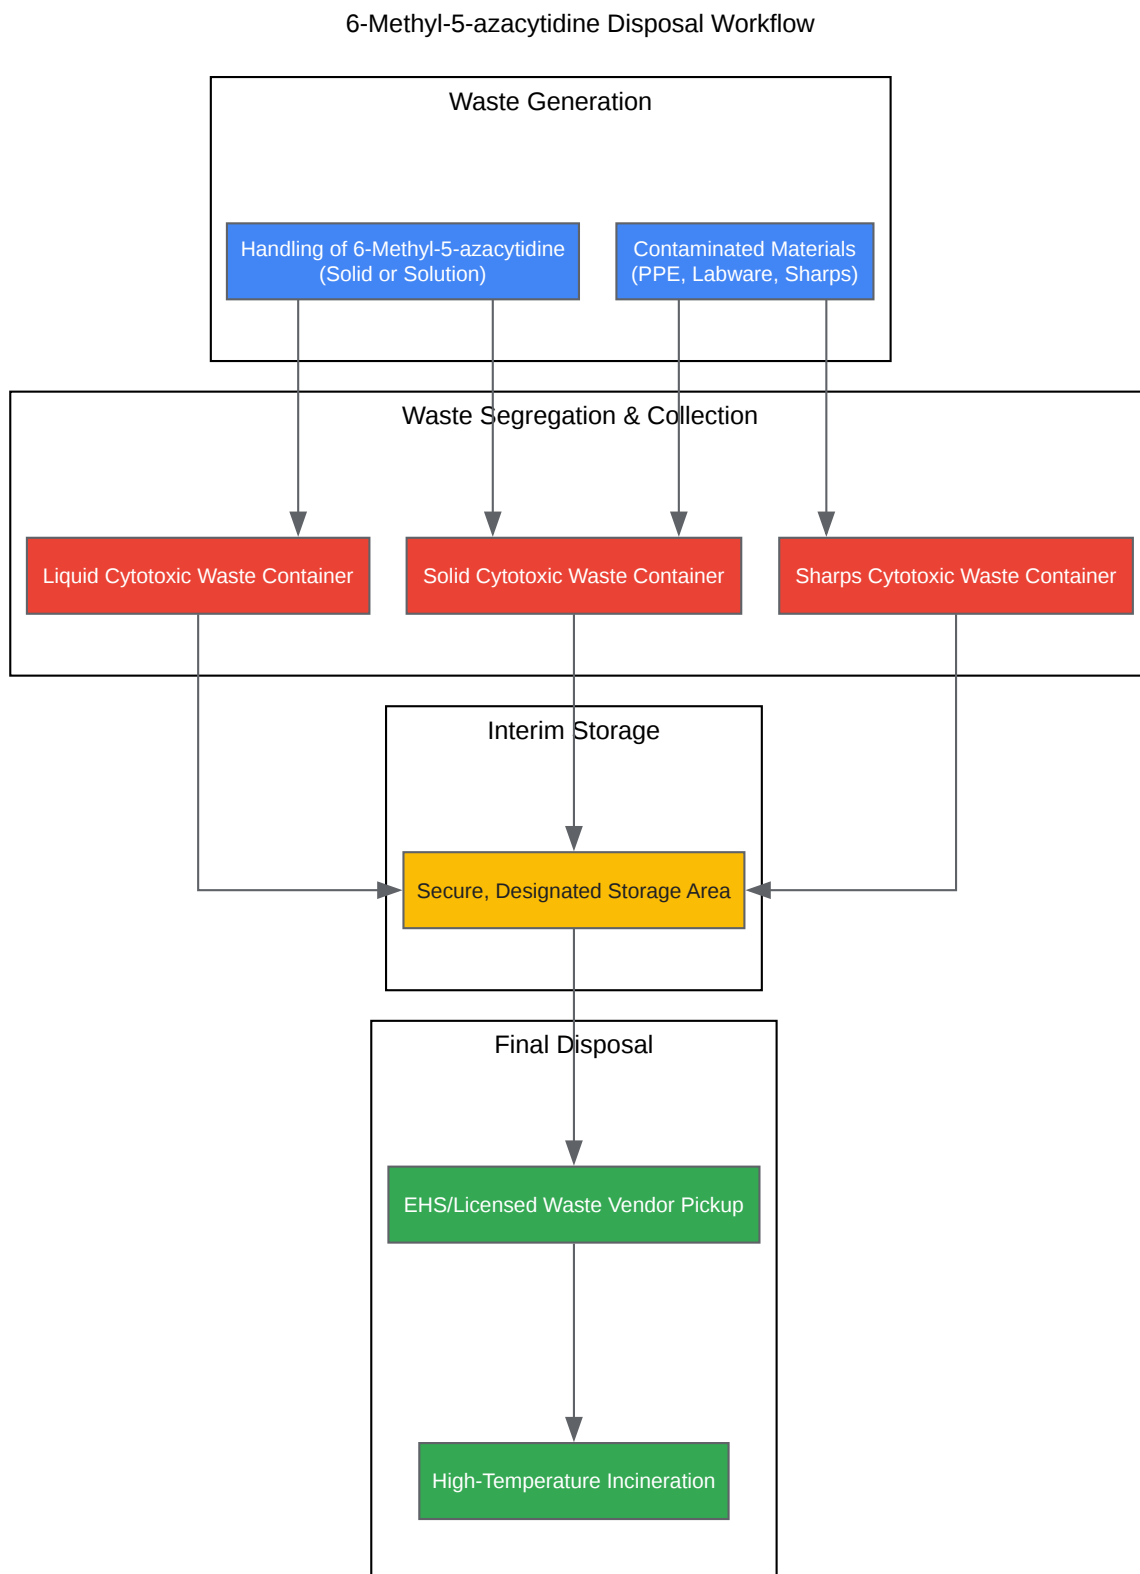 6-Methyl-5-azacytidine Disposal Workflow
Waste Generation
Handling of 6-Methyl-5-azacytidine
(Solid or Solution)
Contaminated Materials
(PPE, Labware, Sharps)
Waste Segregation & Collection
Liquid Cytotoxic Waste Container
Solid Cytotoxic Waste Container
Sharps Cytotoxic Waste Container
Interim Storage
Secure, Designated Storage Area
Final Disposal
EHS/Licensed Waste Vendor Pickup
High-Temperature Incineration